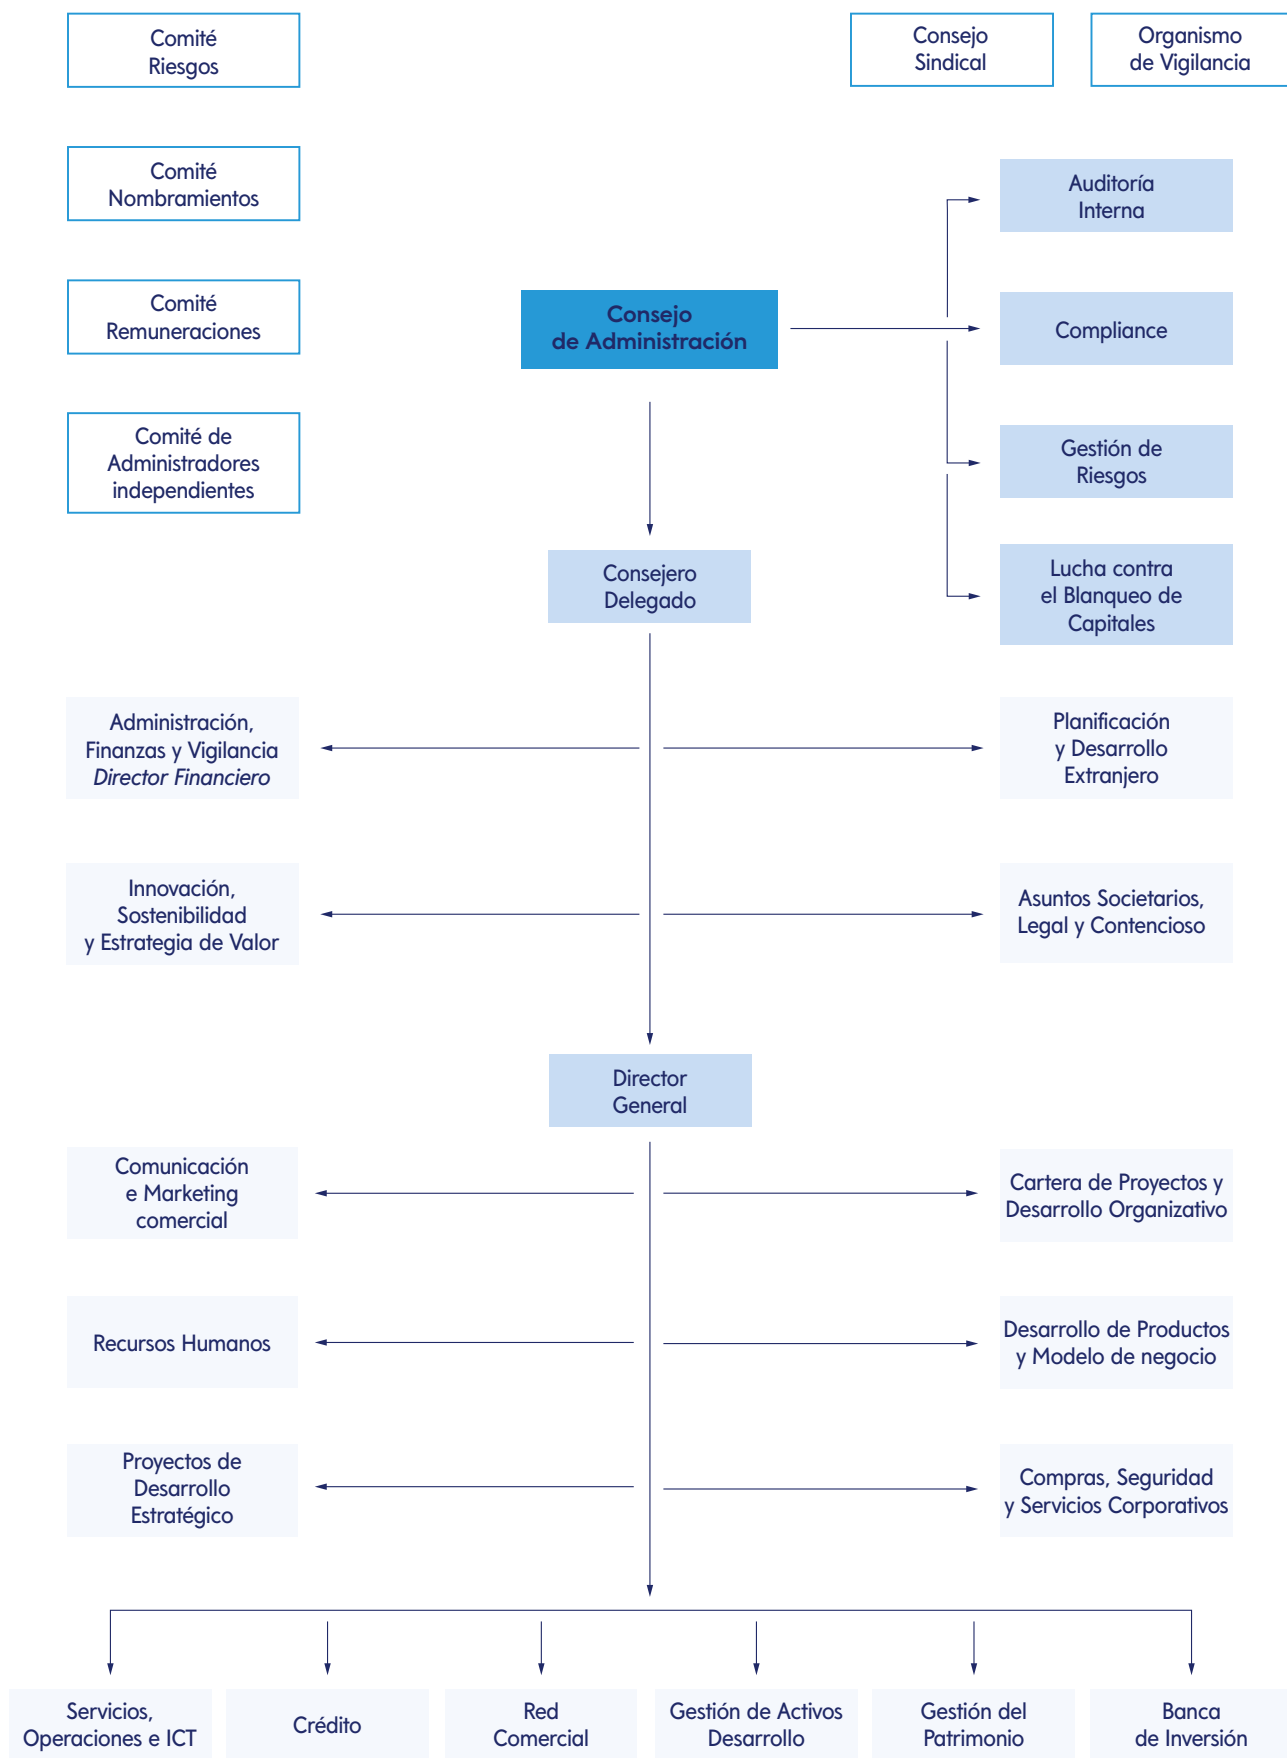 Comité
Riesgos
Consejo
Sindical
Organismo
de Vigilancia
Comité
Nombramientos
Auditoría
Interna
Comité
Remuneraciones
Consejo
de Administración
Compliance
Comité de
Administradores
independientes
Gestión de
Riesgos
Consejero
Delegado
Lucha contra
el Blanqueo de
Capitales
Administración,
Finanzas y Vigilancia
Director Financiero
Planificación
y Desarrollo
Extranjero
Innovación,
Sostenibilidad
y Estrategia de Valor
Asuntos Societarios,
Legal y Contencioso
Director
General
Comunicación
e Marketing
comercial
Cartera de Proyectos y
Desarrollo Organizativo
Recursos Humanos
Desarrollo de Productos
y Modelo de negocio
Proyectos de
Desarrollo
Estratégico
Compras, Seguridad
y Servicios Corporativos
Servicios,
Operaciones e ICT
Crédito
Red
Comercial
Gestión de Activos
Desarrollo
Gestión del
Patrimonio
Banca
de Inversión